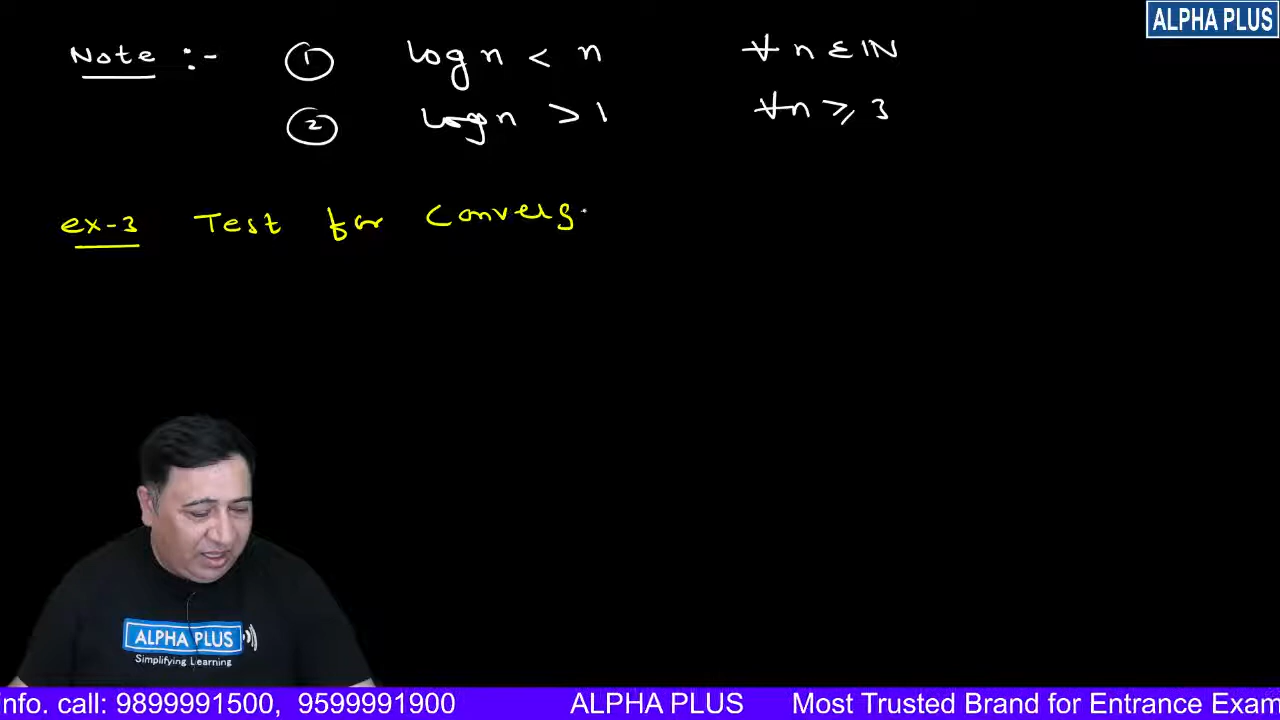 ALPHA PLUS
Note :- ① log n < n ∀ n ∈ IN
② log n > 1 ∀ n ⩾ 3
ex-3 Test for Converg
ALPHA PLUS
Simplifying Learning
Info. call: 9899991500, 9599991900 ALPHA PLUS Most Trusted Brand for Entrance Exam